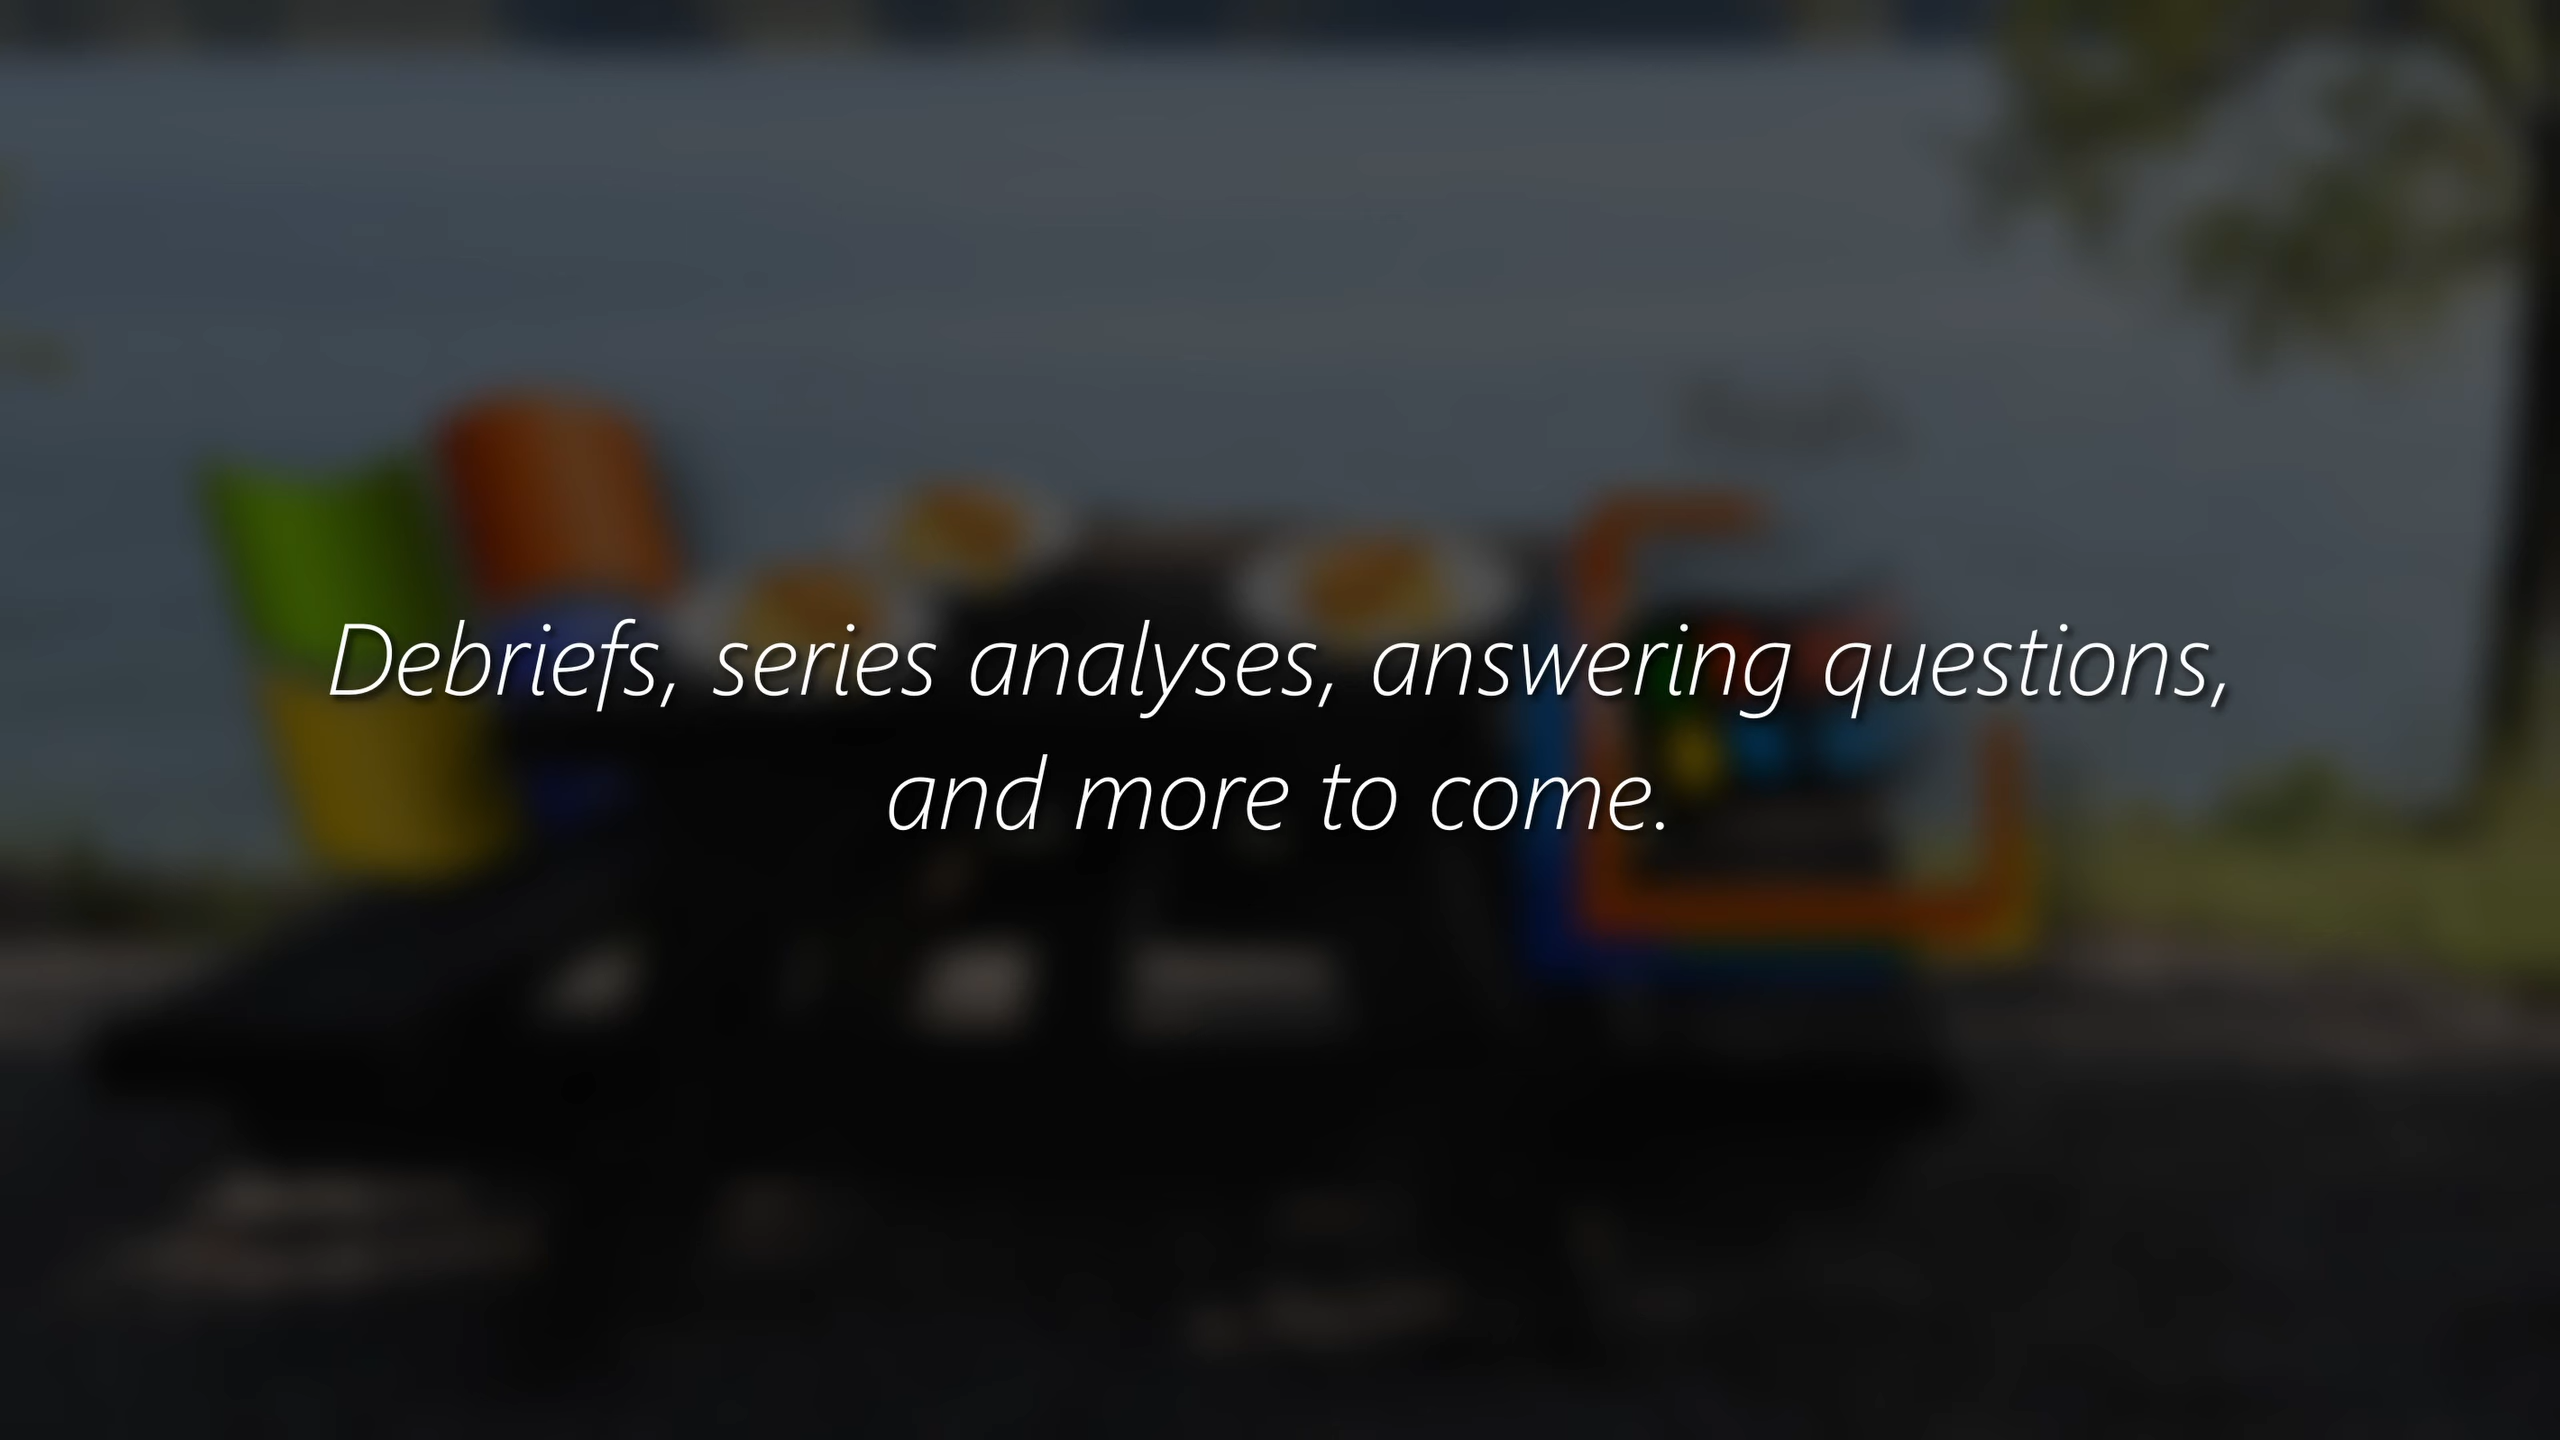 Debriefs, series analyses, answering questions,
and more to come.